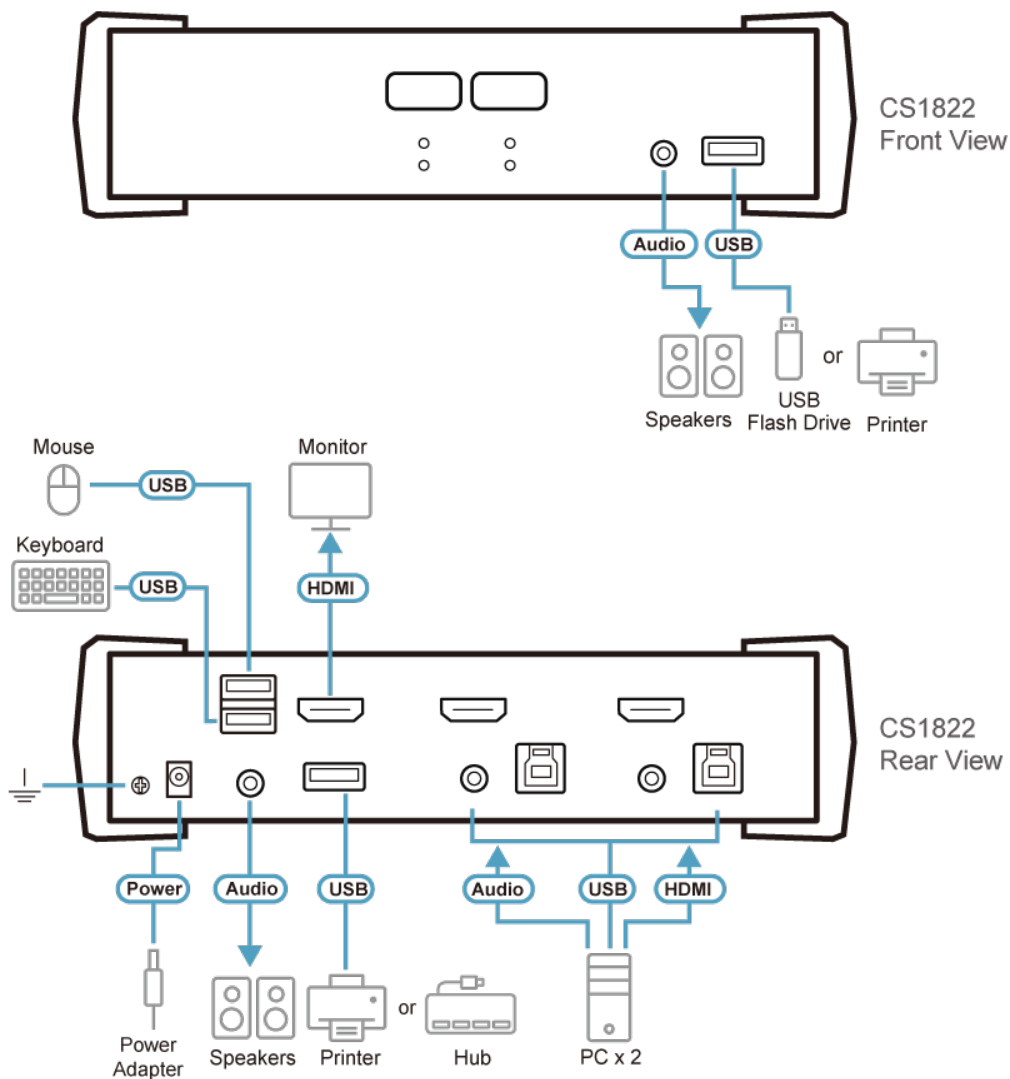 CS1822
Front View
Audio
USB
Speakers
USB
Flash Drive
or
Printer
Mouse
USB
Monitor
Keyboard
USB
HDMI
CS1822
Rear View
Power
Audio
USB
Audio
USB
HDMI
Power
Adapter
Speakers
Printer
or
Hub
PC x 2